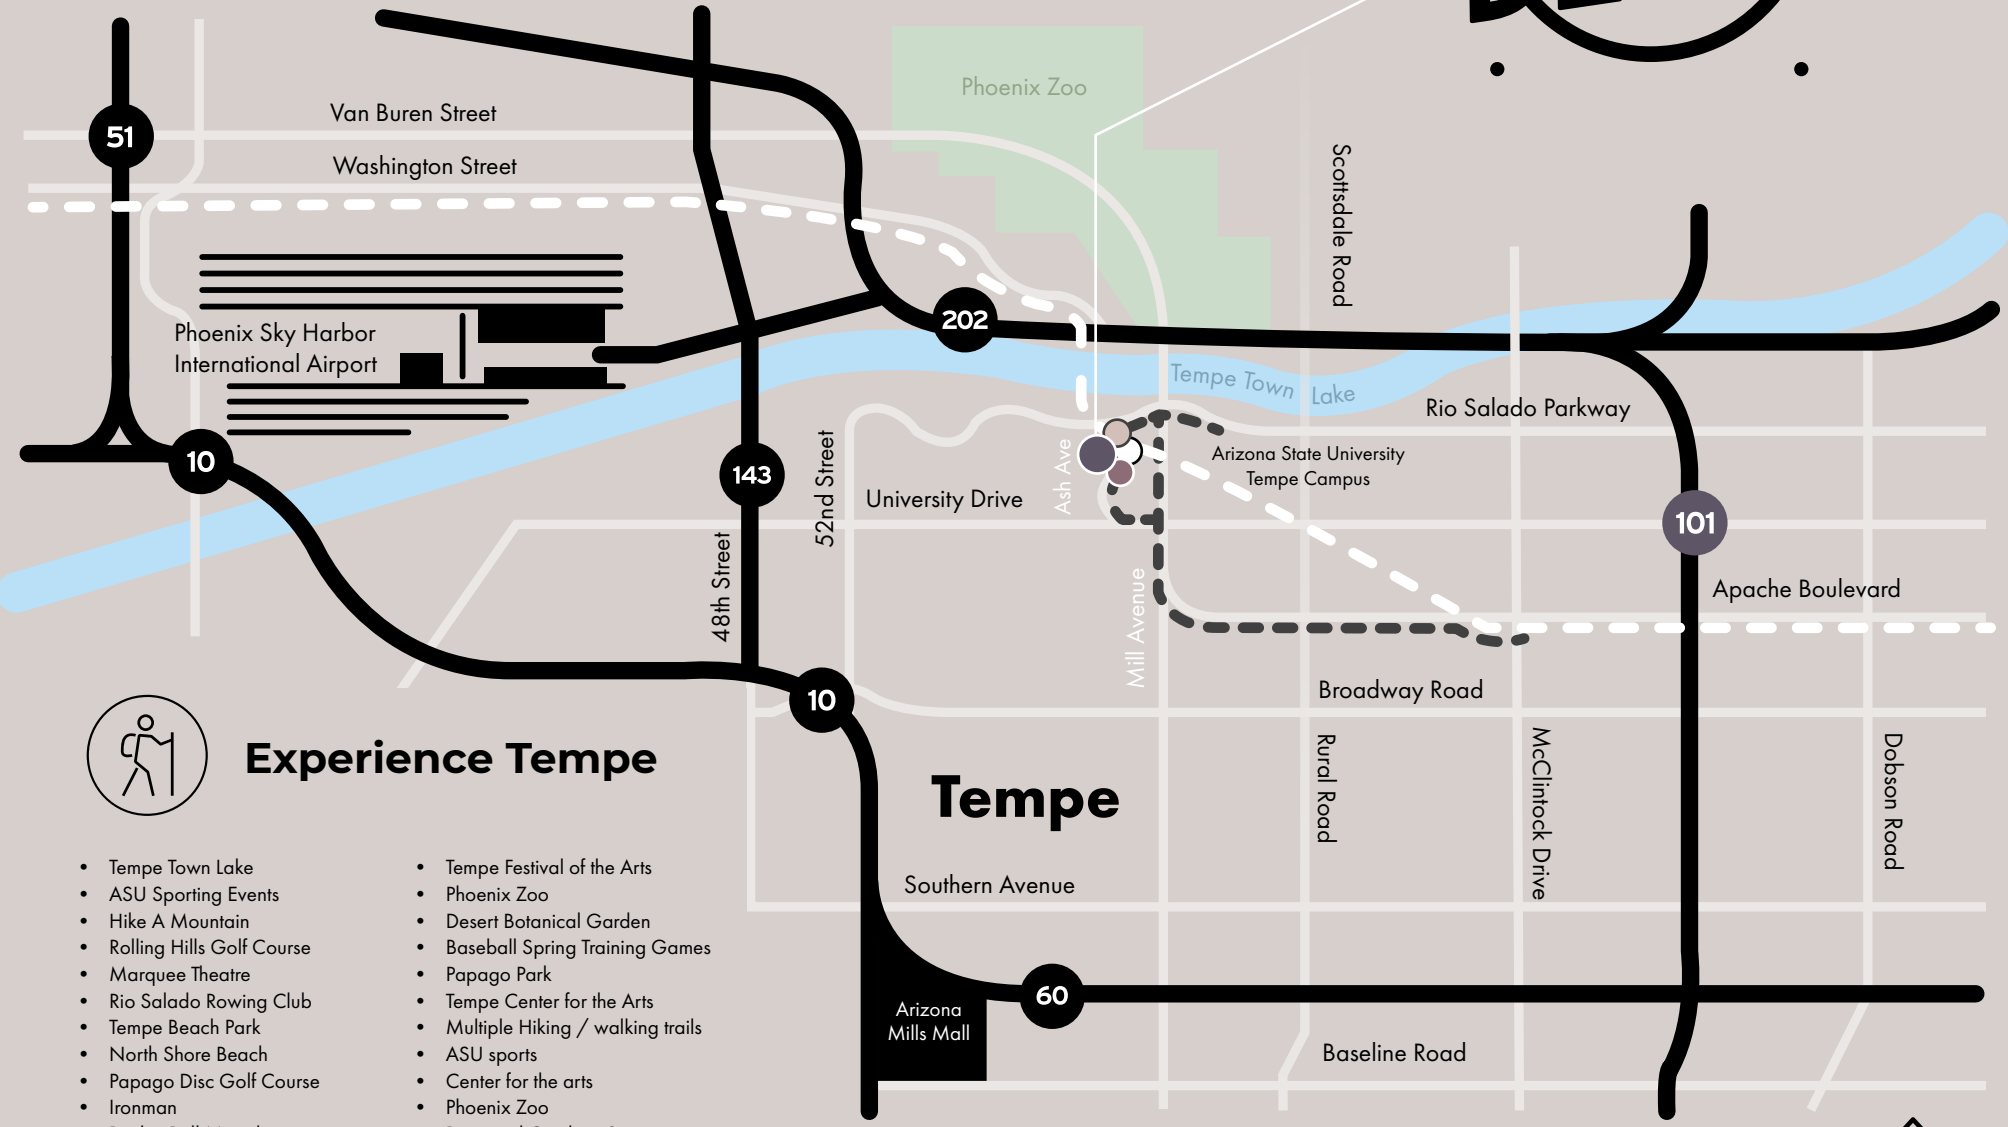 Phoenix Zoo
Van Buren Street
51
Washington Street
Scottsdale Road
202
Phoenix Sky Harbor
International Airport
Tempe Town Lake
Rio Salado Parkway
10
143
52nd Street
Ash Ave
Arizona State University
Tempe Campus
University Drive
101
48th Street
Mill Avenue
Apache Boulevard
10
Broadway Road
Experience Tempe
Tempe
Rural Road
McClintock Drive
Dobson Road
Southern Avenue
60
Arizona
Mills Mall
Baseline Road
• Tempe Town Lake
• ASU Sporting Events
• Hike A Mountain
• Rolling Hills Golf Course
• Marquee Theatre
• Rio Salado Rowing Club
• Tempe Beach Park
• North Shore Beach
• Papago Disc Golf Course
• Ironman
• Tempe Festival of the Arts
• Phoenix Zoo
• Desert Botanical Garden
• Baseball Spring Training Games
• Papago Park
• Tempe Center for the Arts
• Multiple Hiking / walking trails
• ASU sports
• Center for the arts
• Phoenix Zoo